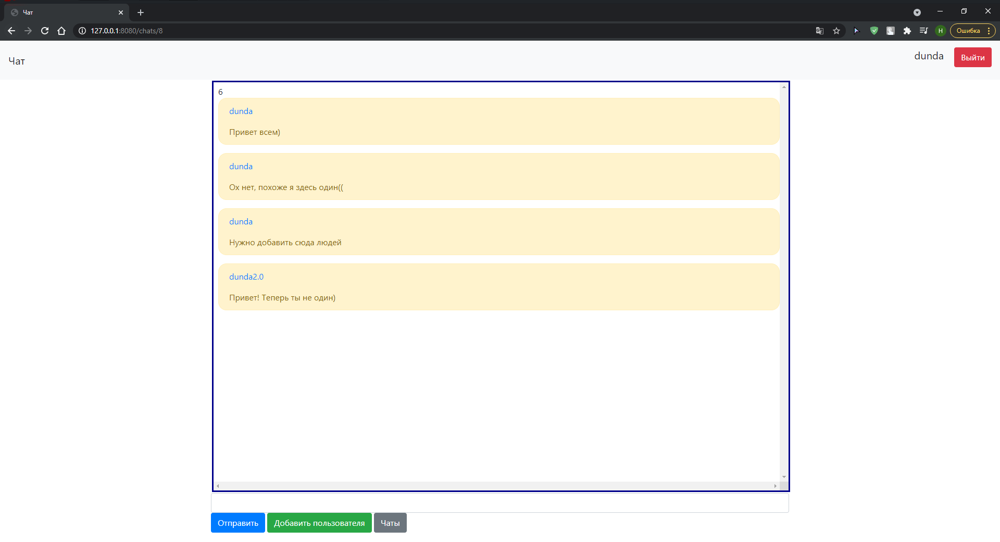 Чат
127.0.0.1:8080/chats/8
H
Ошибка
Чат
dunda
Выйти
6
dunda
Привет всем)
dunda
Ох нет, похоже я здесь один((
dunda
Нужно добавить сюда людей
dunda2.0
Привет! Теперь ты не один)
Отправить
Добавить пользователя
Чаты